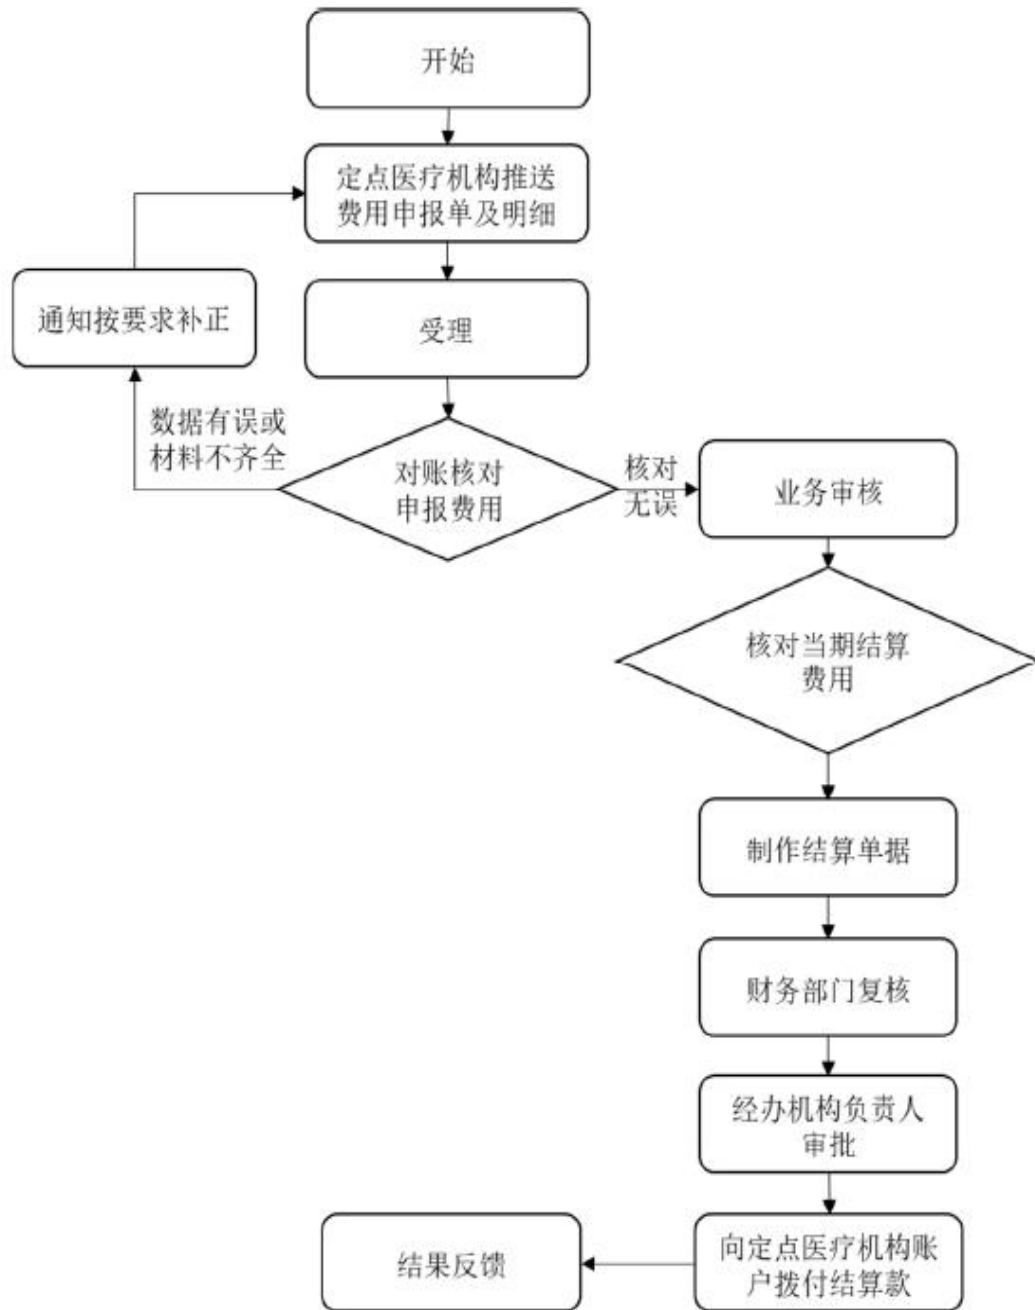 开始
定点医疗机构推送
费用申报单及明细
通知按要求补正
受理
数据有误或
材料不齐全
对账核对
申报费用
核对
无误
业务审核
核对当期结算
费用
制作结算单据
财务部门复核
经办机构负责人
审批
向定点医疗机构账
户拨付结算款
结果反馈